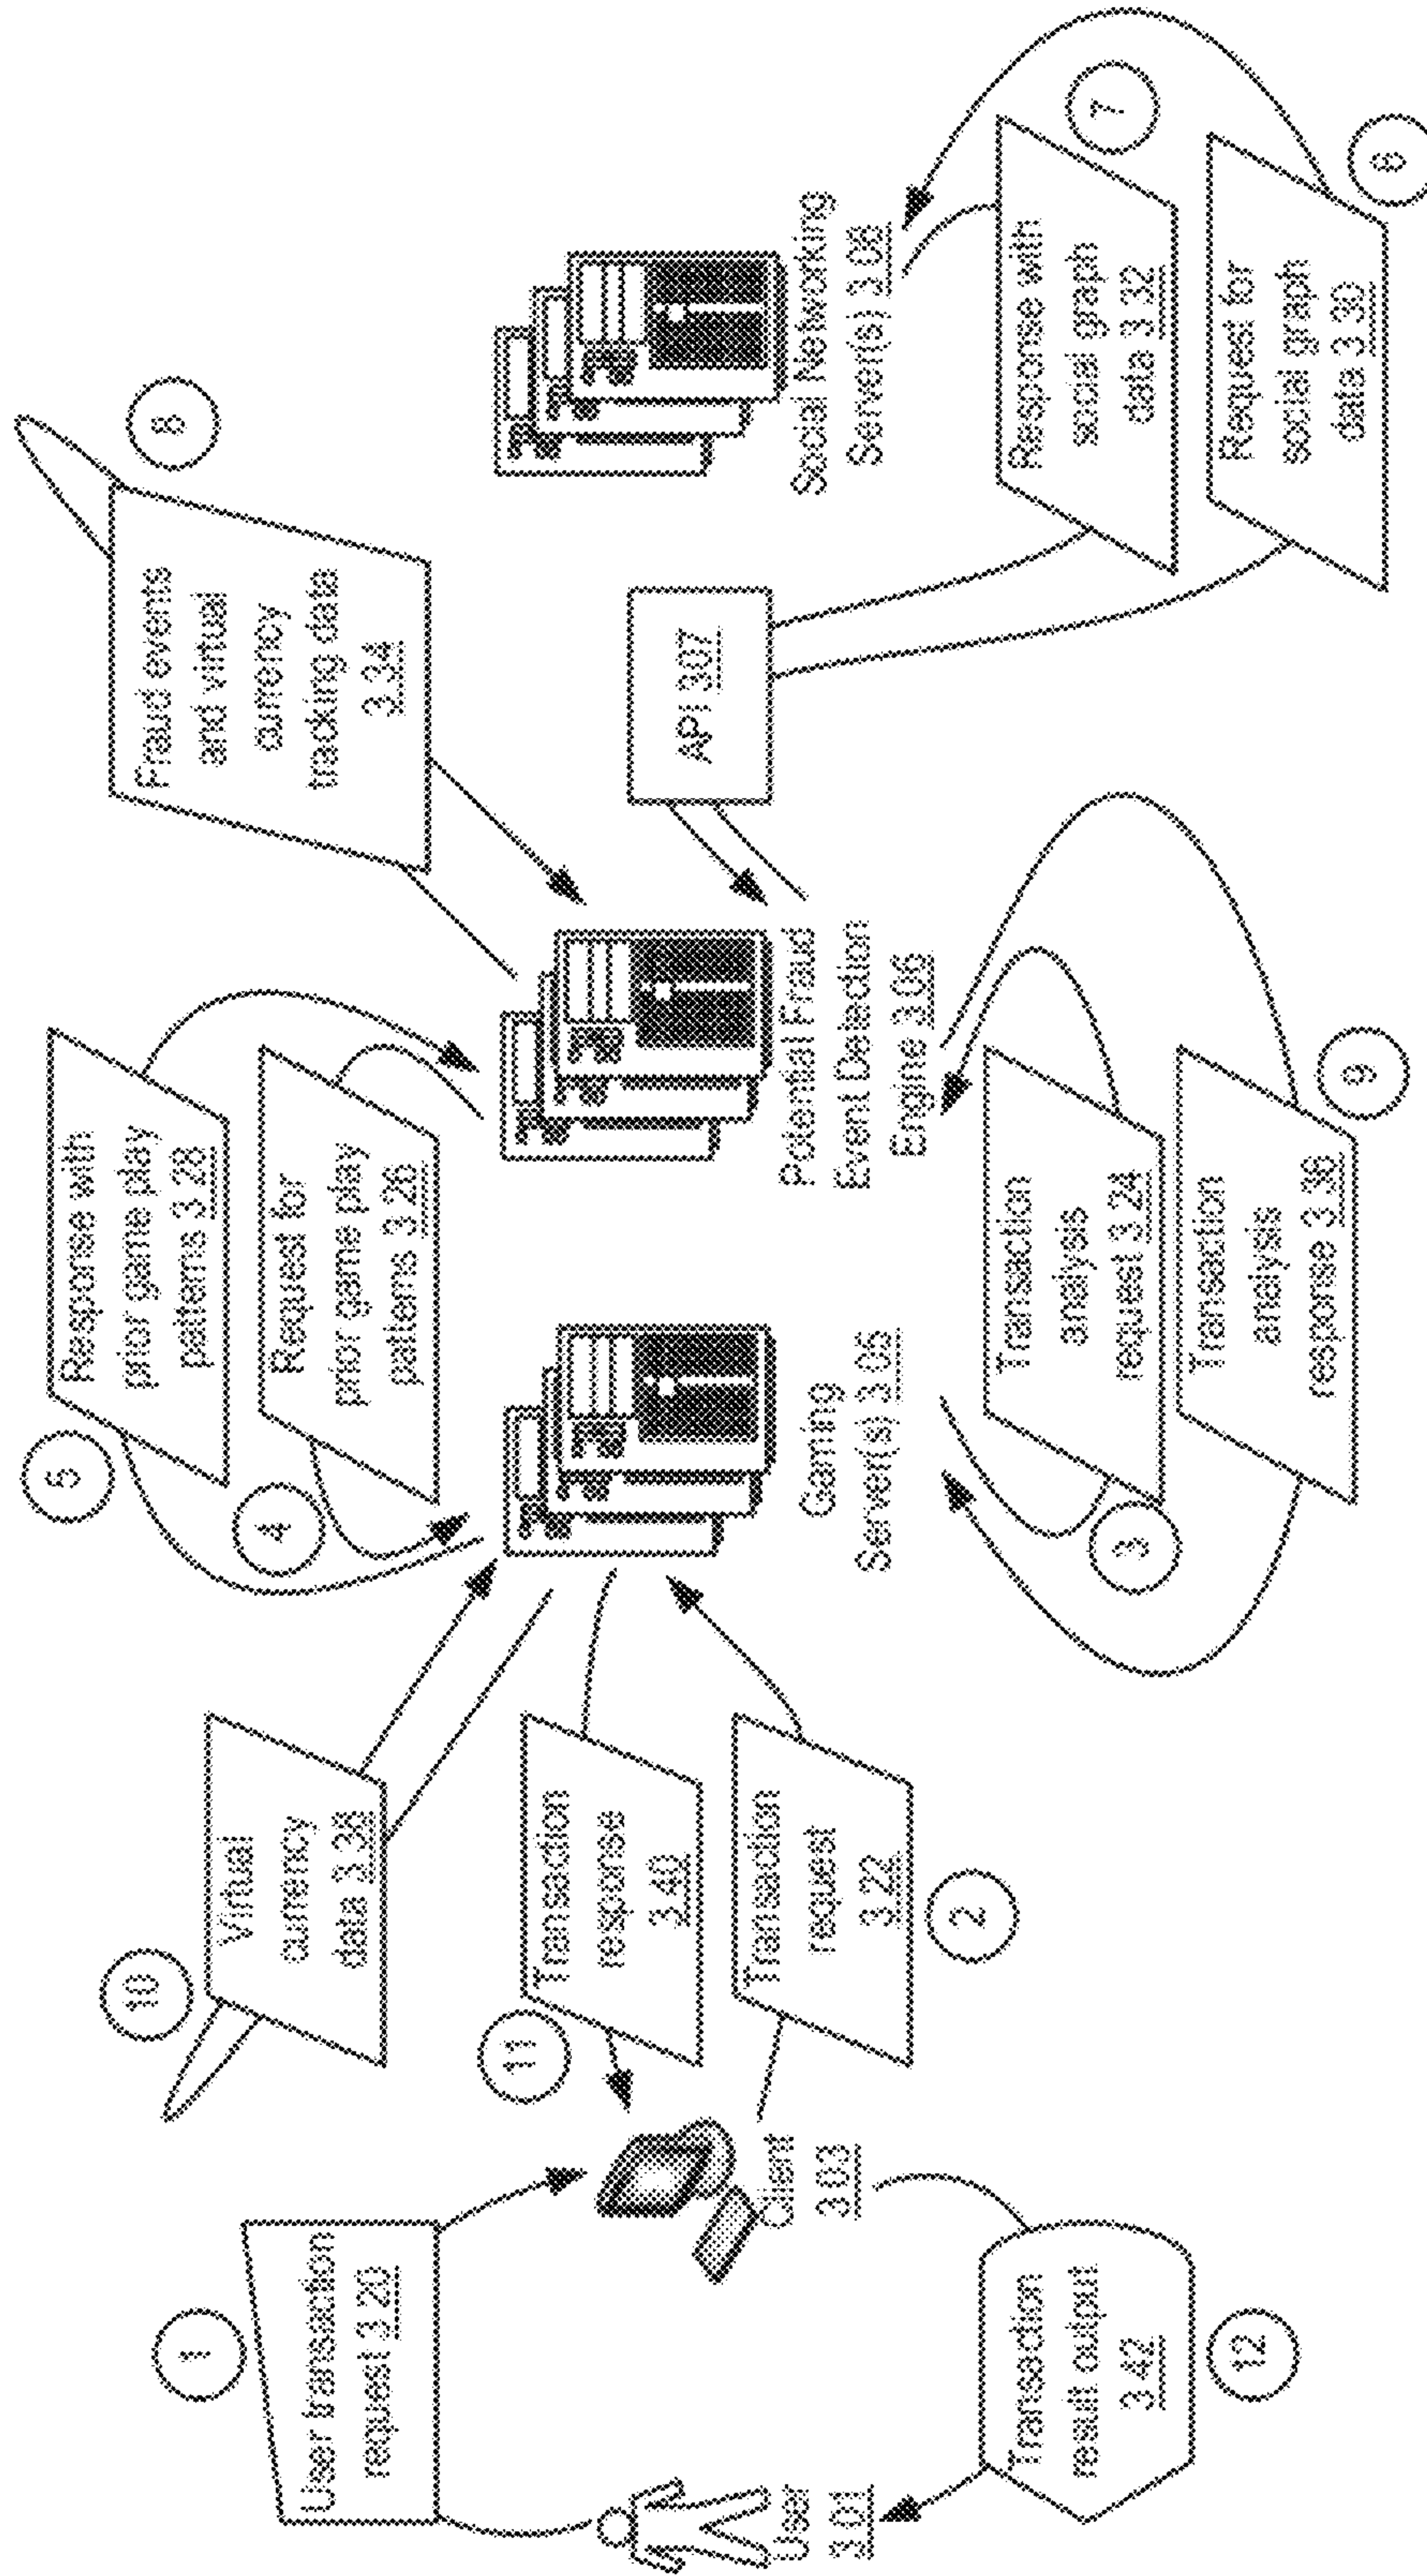 1
User transaction
request 3.20
User
3.01
Client
3.03
12
Transaction
result output
3.42
10
Virtual
currency
data 3.38
11
Transaction
response
3.40
Transaction
request
3.22
2
5
Response with
prior game play
patterns 3.28
4
Request for
prior game play
patterns 3.26
Gaming
Server(s) 3.05
3
Transaction
analysis
request 3.24
Transaction
analysis
response 3.36
9
Potential Fraud
Event Detection
Engine 3.06
8
Fraud events
and virtual
currency
tracking data
3.34
API 307
Social Networking
Server(s) 3.08
Response with
social graph
data 3.32
7
Request for
social graph
data 3.30
6